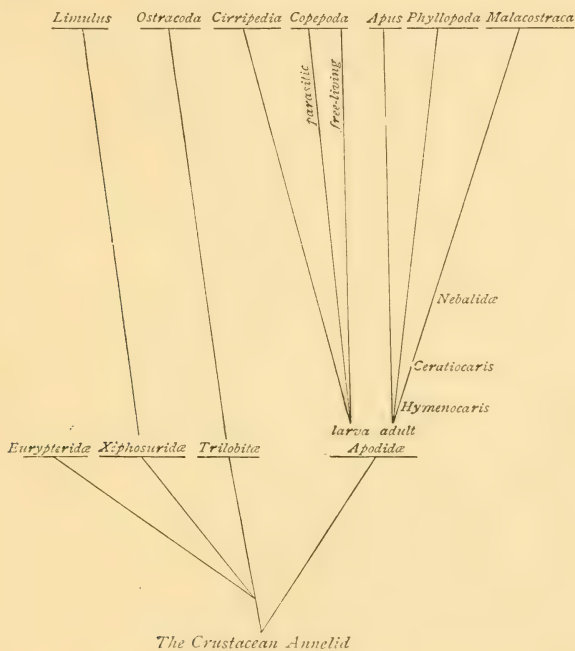 Limulus Ostracoda Cirripedia Copepoda Apus Phyllopoda Malacostraca
parasitic
free-living
Nebalidæ
Ceratiocaris
Hymenocaris
larva adult
Eurypteridæ Xiphosuridæ Trilobitæ Apodidæ
The Crustacean Annelid